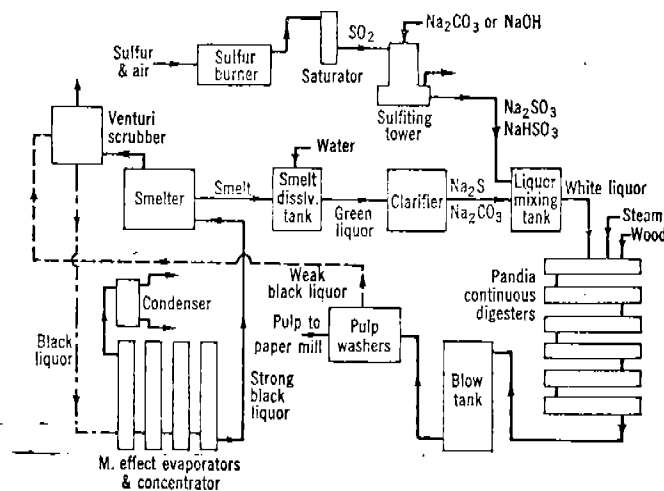 Na₂CO₃ or NaOH
SO₂
Sulfur
& air
Sulfur
burner
Saturator
Sulfiting
tower
Na₂SO₃
NaHSO₃
Venturi
scrubber
Water
Smelter
Smelt
Smelt
disslv.
tank
Green
liquor
Clarifier
Na₂S
Na₂CO₃
Liquor
mixing
tank
White liquor
Steam
Wood
Pandia
continuous
digesters
Weak
black liquor
Condenser
Pulp to
paper mill
Pulp
washers
Black
liquor
Strong
black
liquor
Blow
tank
M. effect evaporators
& concentrator